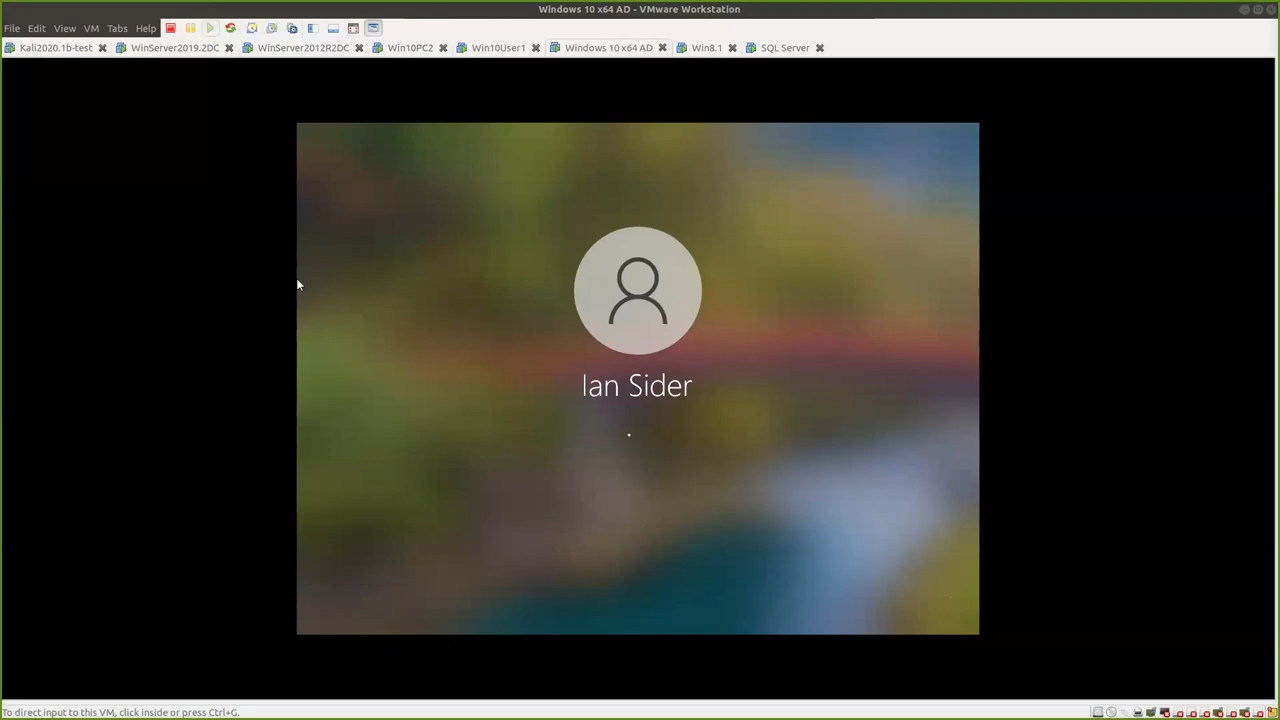 Windows 10 x64 AD - VMware Workstation
File Edit View VM Tabs Help
Kali2020.1b-test WinServer2019.2DC WinServer2012R2DC Win10PC2 Win10User1 Windows 10 x64 AD Win8.1 SQL Server
Ian Sider
To direct input to this VM, click inside or press Ctrl+G.